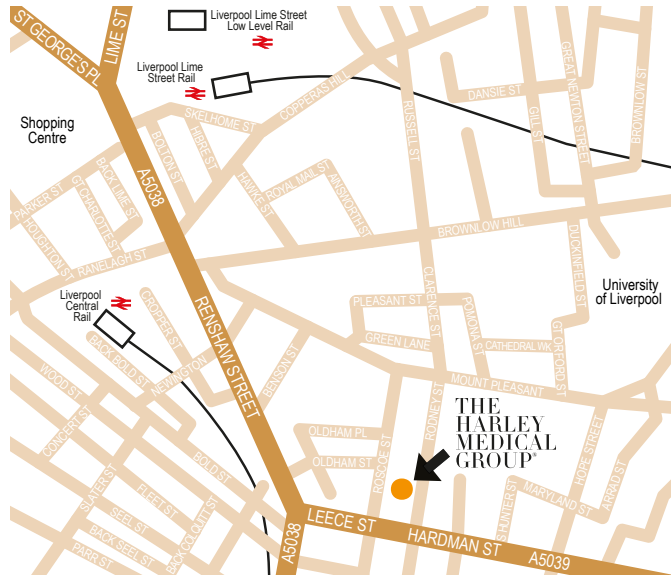 ST GEORGES PL
LIME ST
Liverpool Lime Street
Low Level Rail
Liverpool Lime
Street Rail
Shopping
Centre
SKELHOME ST
COPPERAS HILL
RUSSELL ST
DANSIE ST
GILL ST
GREAT NEWTON STREET
BROWNLOW ST
BOLTON ST
HIBRE ST
HAWKE ST
ROYAL MAIL ST
AINSWORTH ST
PARKER ST
HOUGHTON ST
GT CHARLOTTE ST
BACK LIME ST
RANELAGH ST
A5038
BROWNLOW HILL
DUCKINFIELD ST
University
of Liverpool
CLARENCE ST
PLEASANT ST
POMONA ST
GREEN LANE
CATHEDRAL WK
GT ORFORD ST
MOUNT PLEASANT
Liverpool
Central
Rail
CROPPER ST
BACK BOLD ST
NEWINGTON
RENSHAW STREET
BENSON ST
WOOD ST
CONCERT ST
BOLD ST
SLATER ST
FLEET ST
SEEL ST
BACK SEEL ST
PARR ST
BACK COLQUITT ST
OLDHAM PL
OLDHAM ST
ROSCOE ST
RODNEY ST
THE
HARLEY
MEDICAL
GROUP®
HOPE STREET
MARYLAND ST
ARRAD ST
S HUNTER ST
A5038
LEECE ST
HARDMAN ST
A5039